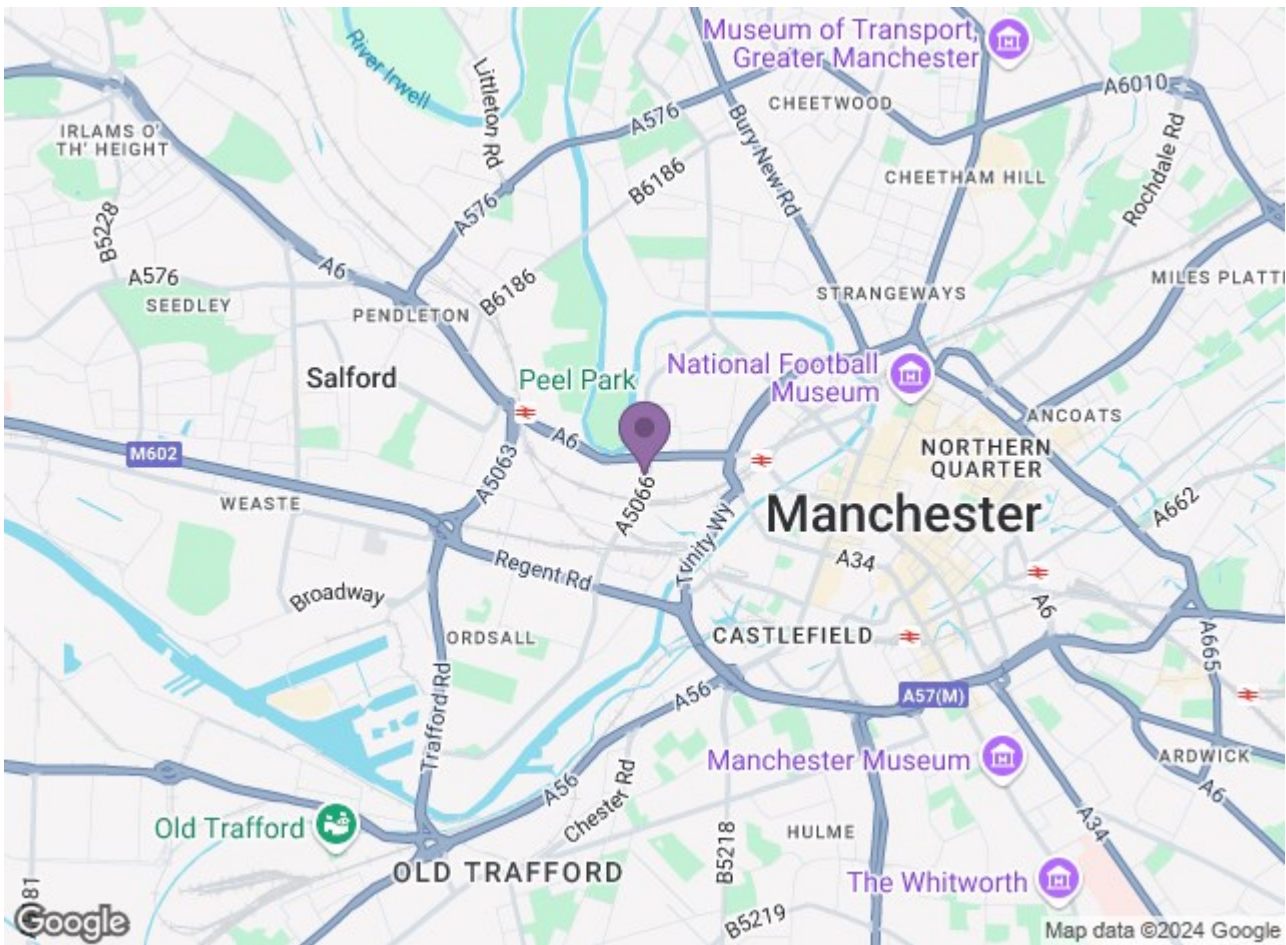 Museum of Transport,
Greater Manchester
River Irwell
Littleton Rd
CHEETWOOD
A6010
A576
IRLAMS O'
TH' HEIGHT
Bury New Rd
Rochdale Rd
B6186
CHEETHAM HILL
B5228
A576
A6
A576
SEEDLEY
B6186
MILES PLATTI
PENDLETON
STRANGEWAYS
Salford
Peel Park
National Football
Museum
ANCOATS
A6
NORTHERN
QUARTER
M602
A5063
WEASTE
A5066
Manchester
A662
Trinity Wy
A34
Regent Rd
Broadway
A6
ORDSALL
CASTLEFIELD
A665
Trafford Rd
A56
A57(M)
Manchester Museum
ARDWICK
A56
Chester Rd
A6
Old Trafford
A34
HULME
B5218
OLD TRAFFORD
The Whitworth
B5219
Google
Map data ©2024 Google